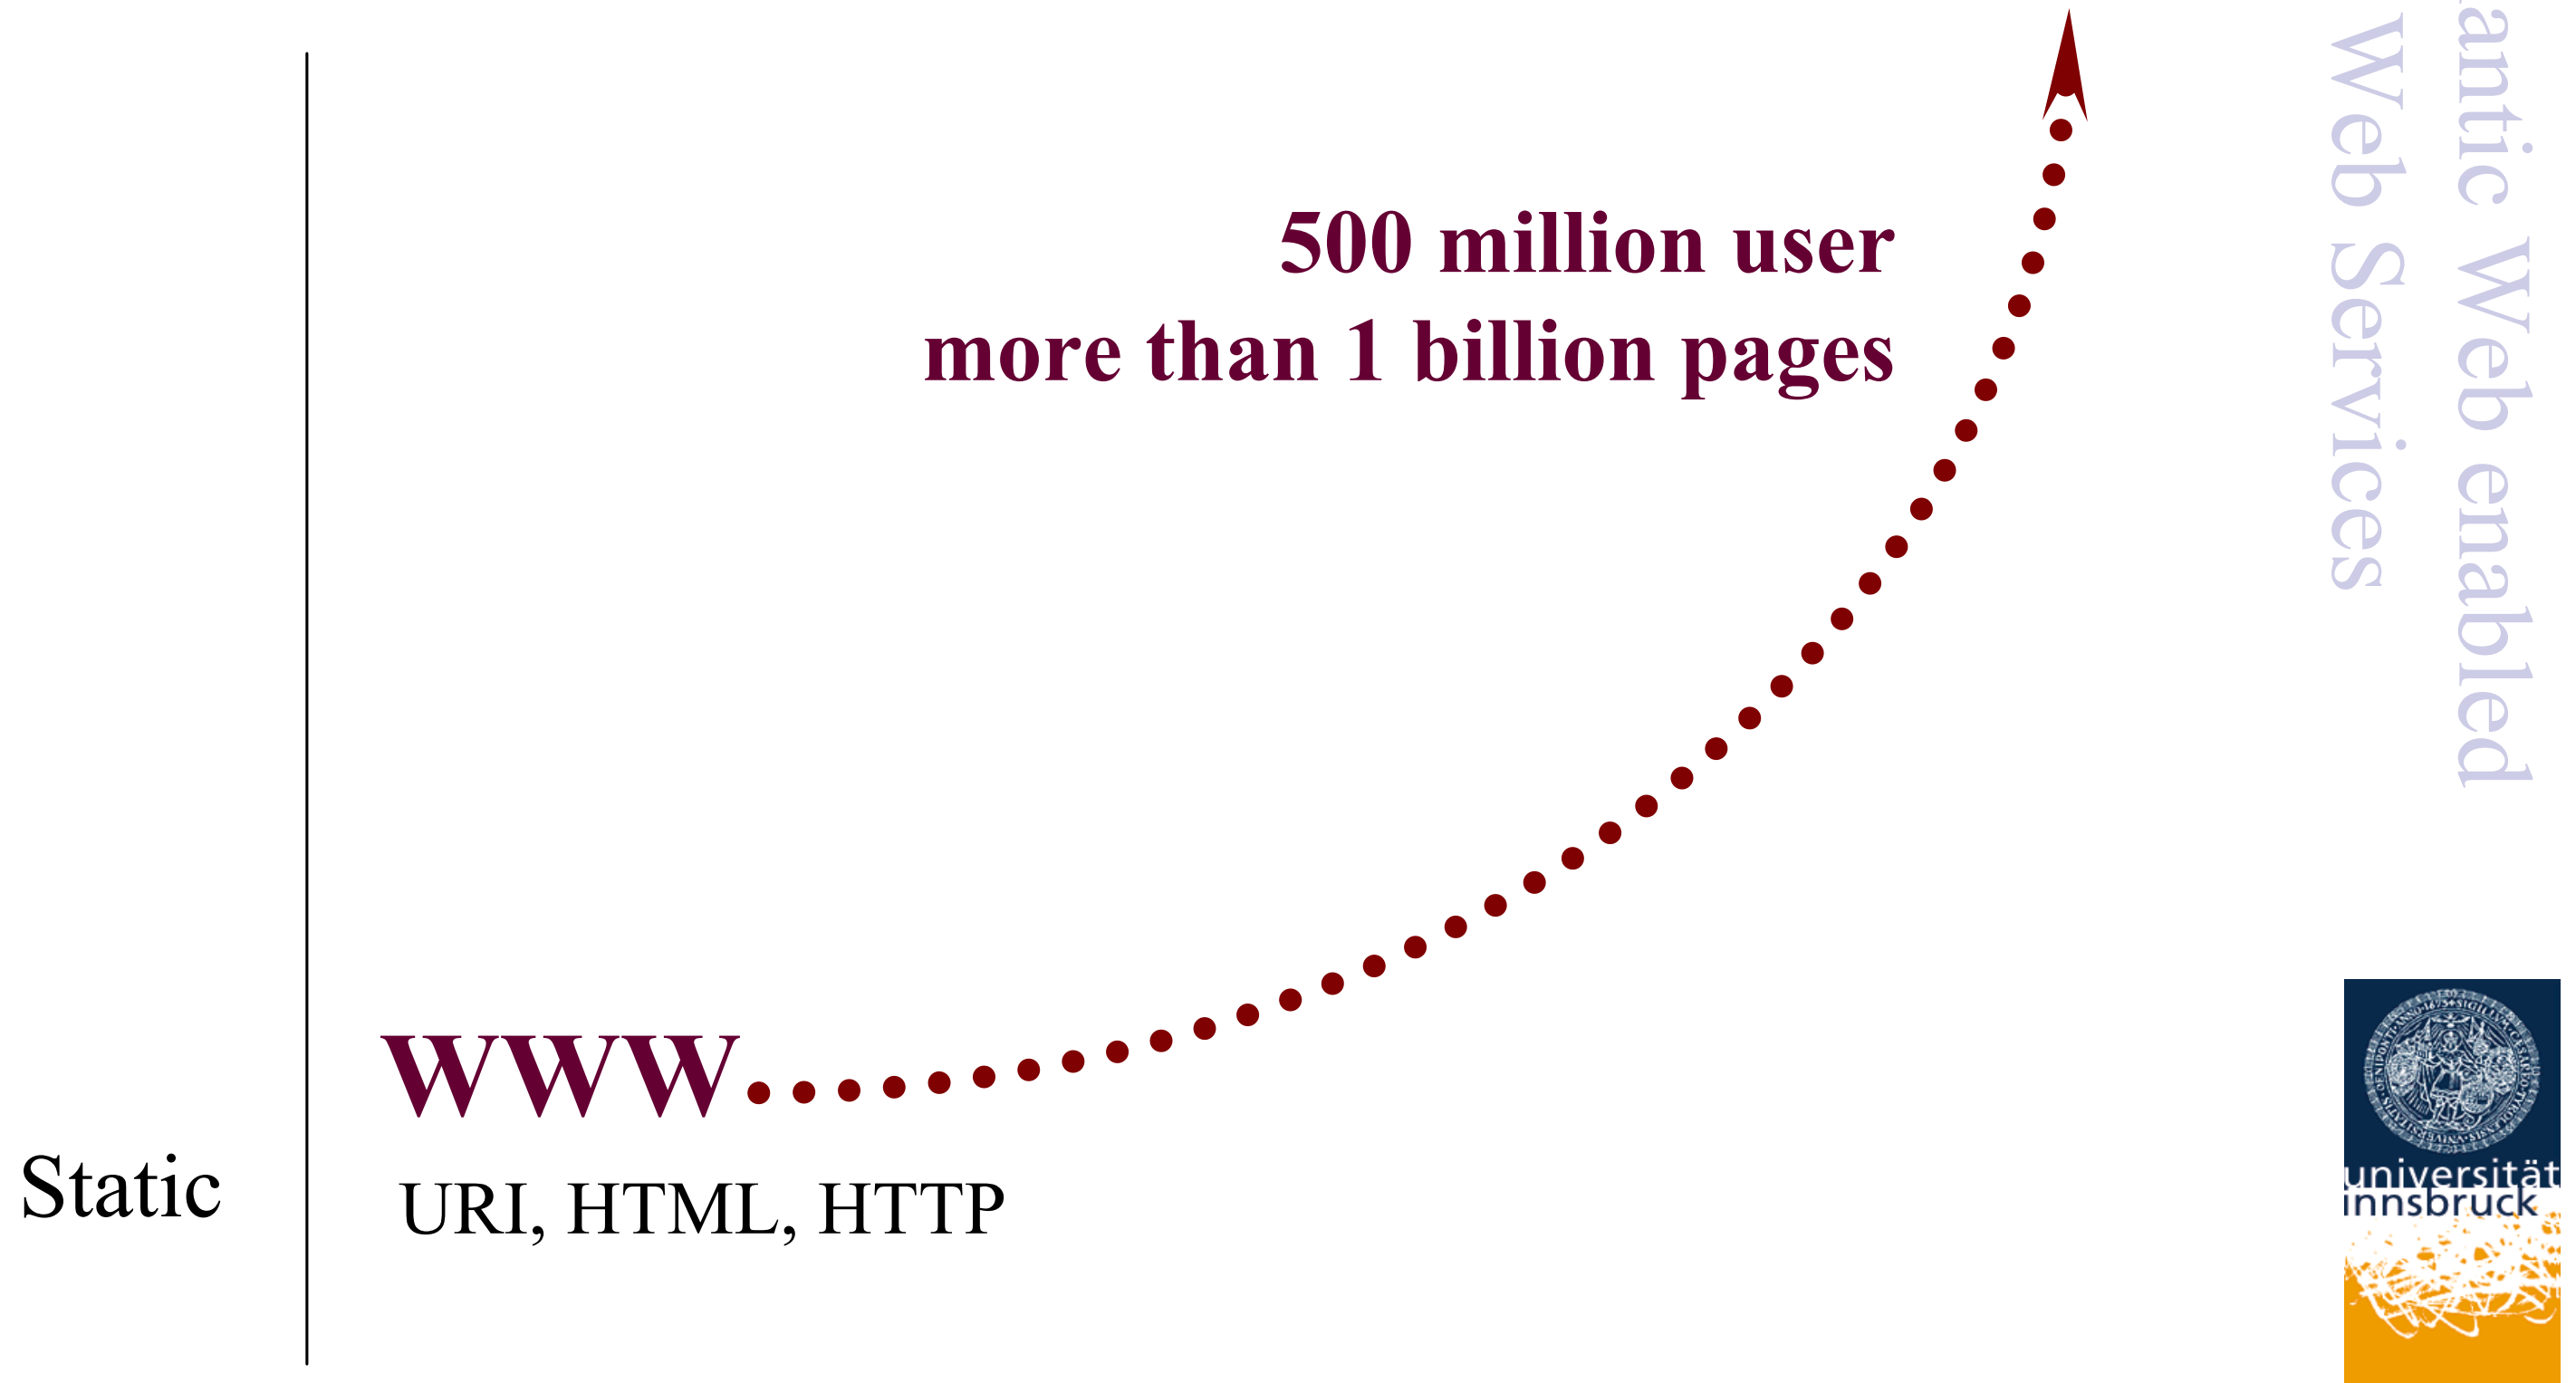 500 million user
more than 1 billion pages
WWW
Static
URI, HTML, HTTP
antic Web enabled
Web Services
universität
innsbruck